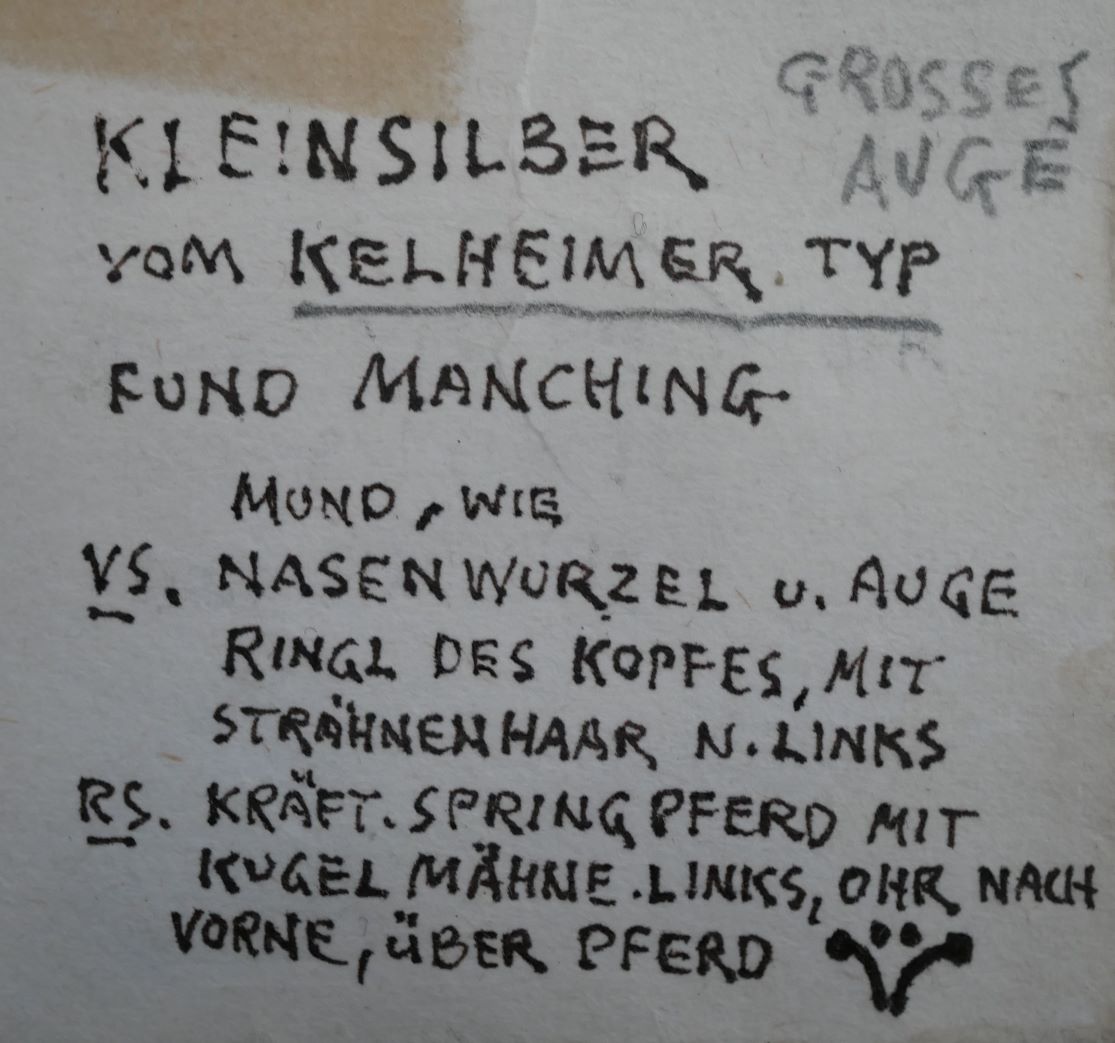 GROSSES
AUGE
KLEINSILBER
VOM KELHEIMER TYP
FUND MANCHING
MUND, WIE
VS. NASENWURZEL U. AUGE
RINGL DES KOPFES, MIT
STRÄHNENHAAR N. LINKS
RS. KRÄFT. SPRINGPFERD MIT
KUGELMÄHNE. LINKS, OHR NACH
VORNE, ÜBER PFERD